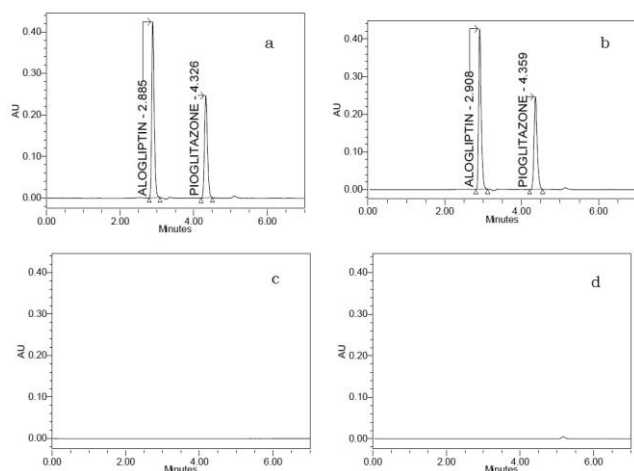 a
0.40
0.30
0.20
0.10
0.00
AU
ALOGLIPTIN - 2.885
PIOGLITAZONE - 4.326
0.00
2.00
4.00
6.00
Minutes
b
0.40
0.30
0.20
0.10
0.00
AU
ALOGLIPTIN - 2.908
PIOGLITAZONE - 4.359
0.00
2.00
4.00
6.00
Minutes
c
0.40
0.30
0.20
0.10
0.00
AU
0.00
2.00
4.00
6.00
Minutes
d
0.40
0.30
0.20
0.10
0.00
AU
0.00
2.00
4.00
6.00
Minutes